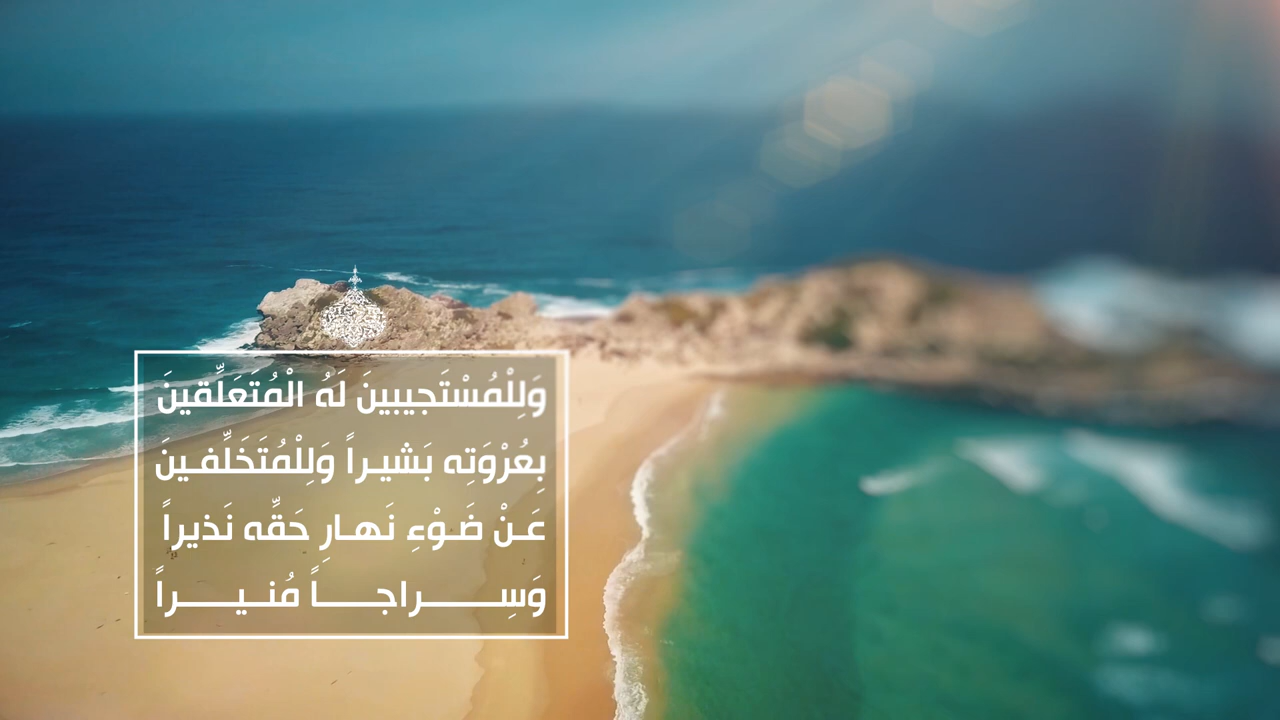 وَلِلْمُسْتَجيبينَ لَهُ الْمُتَعَلِّقينَ
بِعُرْوَتِه بَشيراً وَلِلْمُتَخَلِّفينَ
عَنْ ضَوْءِ نَهارِ حَقِّه نَذيراً
وَسِراجاً مُنيراً